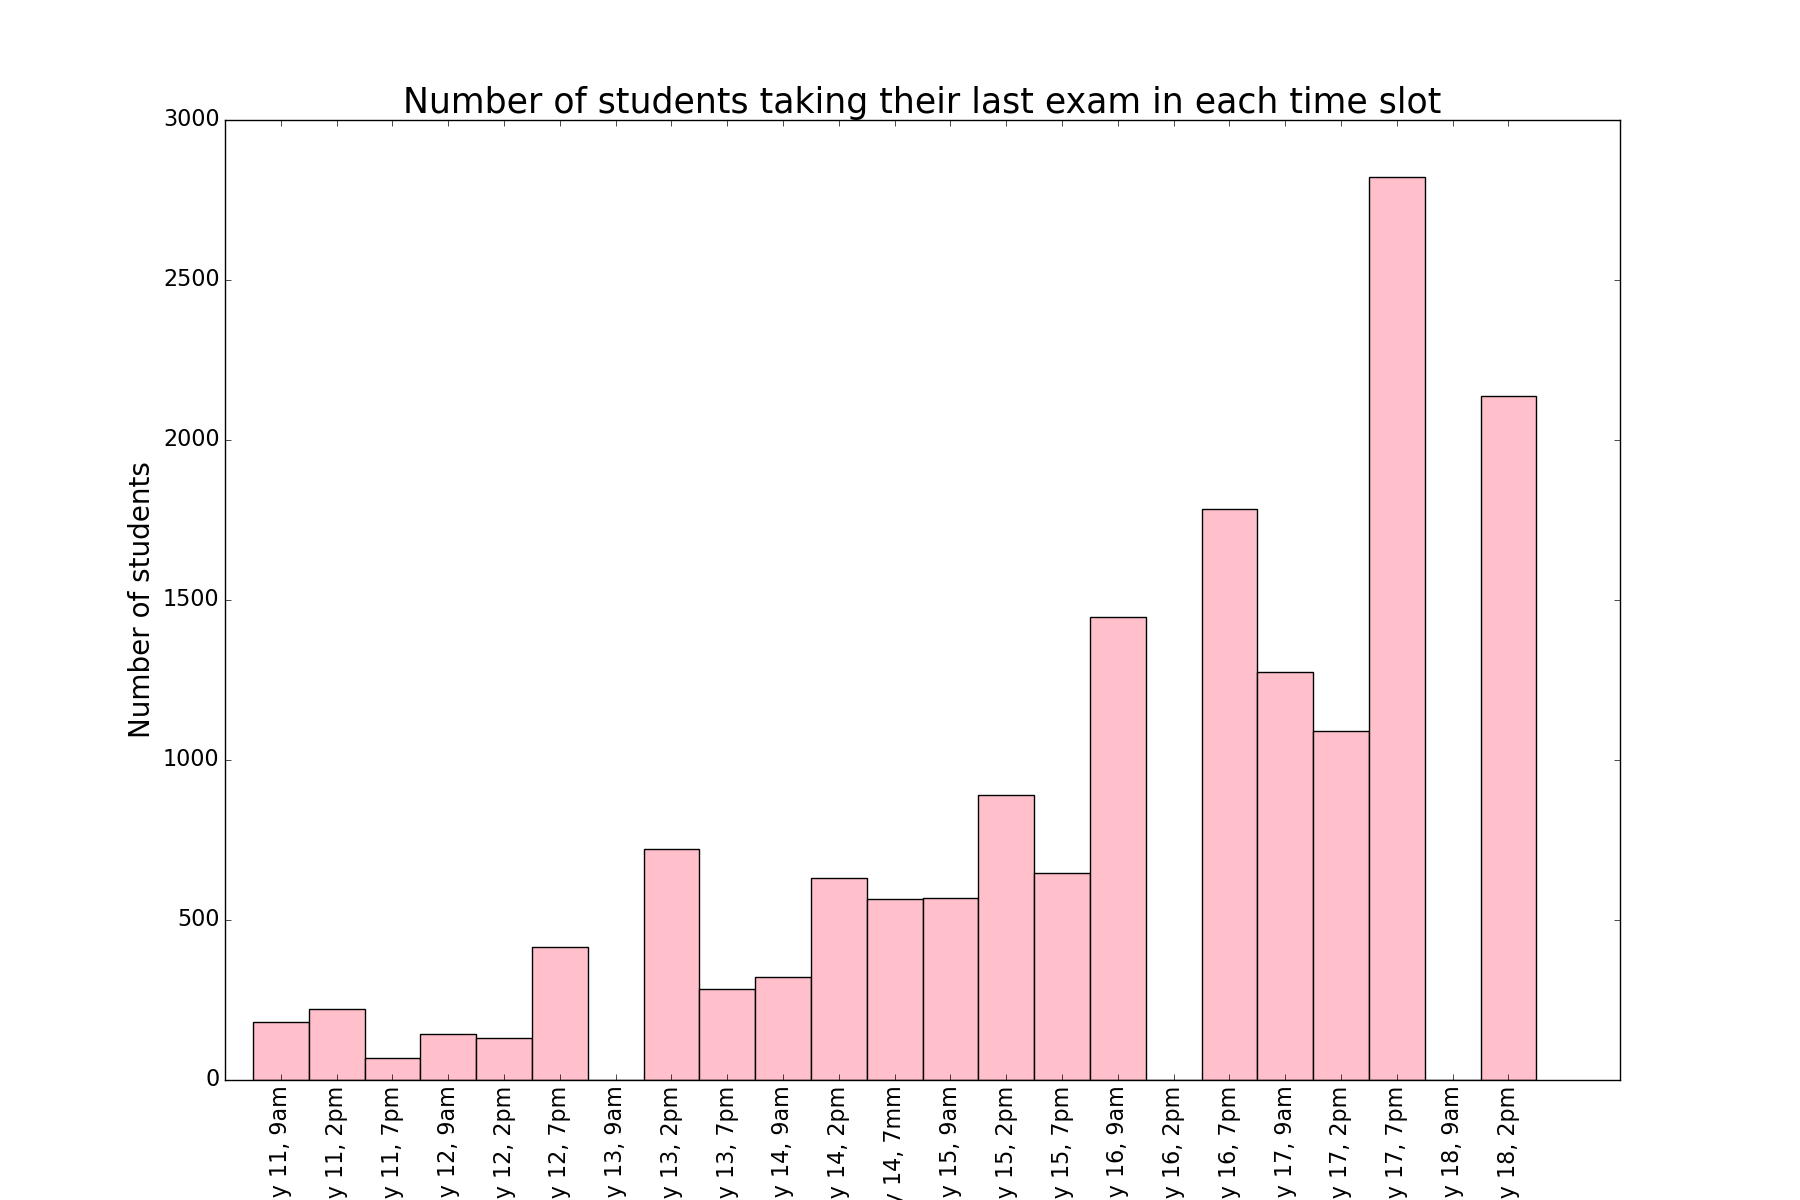 Number of students taking their last exam in each time slot
Number of students
3000
2500
2000
1500
1000
500
0
y 11, 9am
y 11, 2pm
y 11, 7pm
y 12, 9am
y 12, 2pm
y 12, 7pm
y 13, 9am
y 13, 2pm
y 13, 7pm
y 14, 9am
y 14, 2pm
y 14, 7mm
y 15, 9am
y 15, 2pm
y 15, 7pm
y 16, 9am
y 16, 2pm
y 16, 7pm
y 17, 9am
y 17, 2pm
y 17, 7pm
y 18, 9am
y 18, 2pm